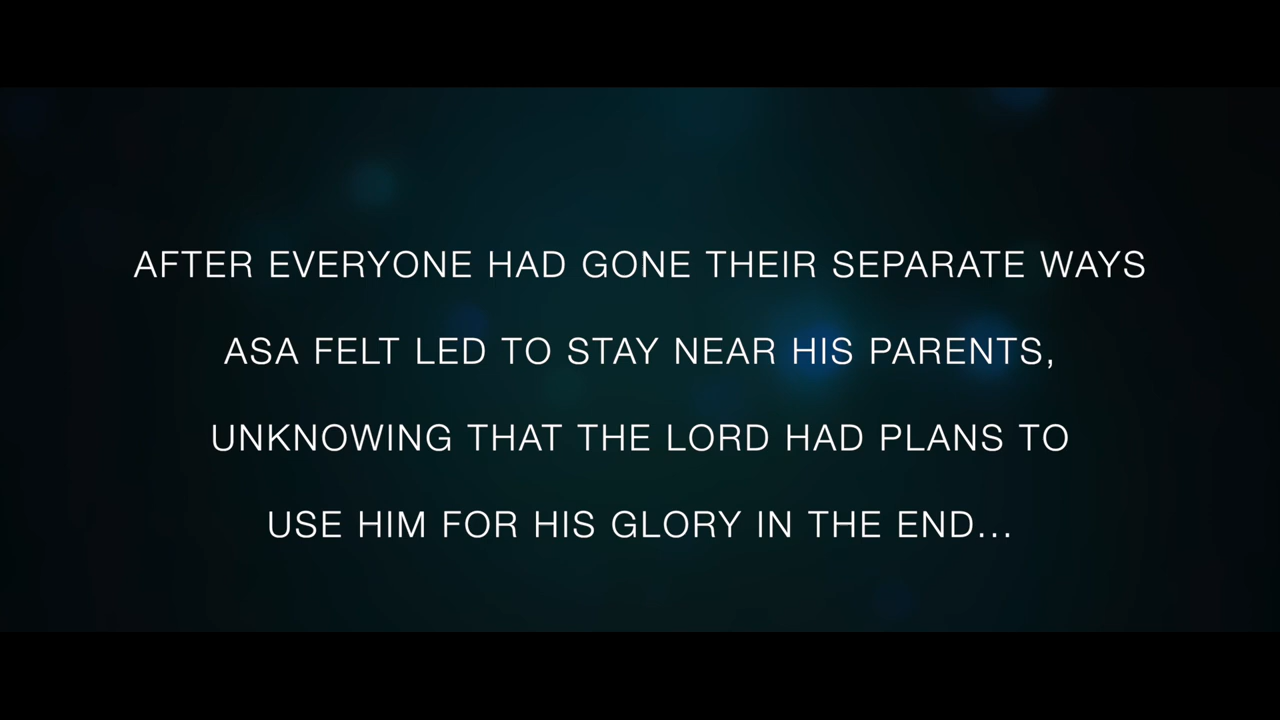 AFTER EVERYONE HAD GONE THEIR SEPARATE WAYS
ASA FELT LED TO STAY NEAR HIS PARENTS,
UNKNOWING THAT THE LORD HAD PLANS TO
USE HIM FOR HIS GLORY IN THE END...